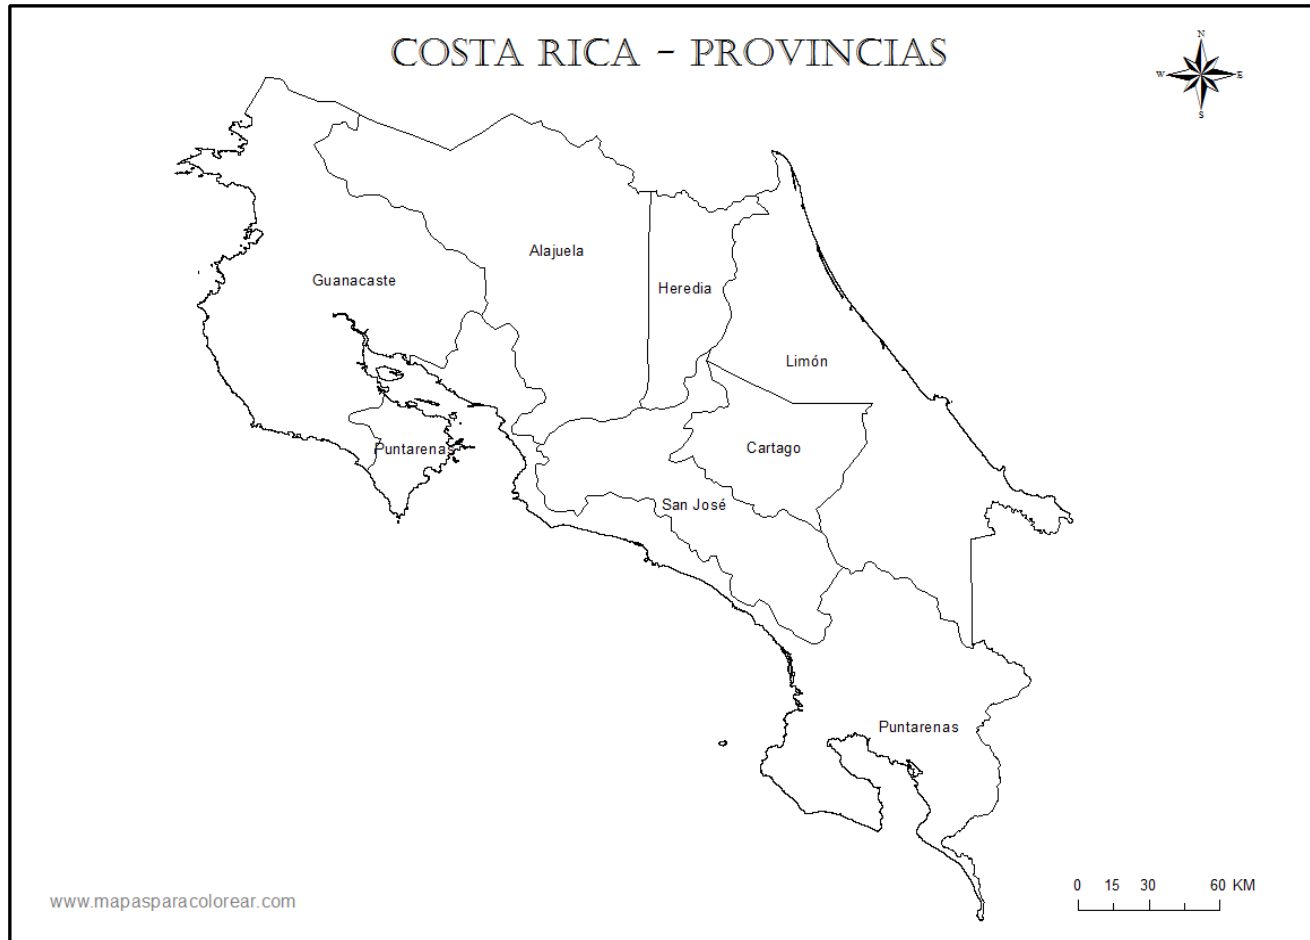 COSTA RICA - PROVINCIAS
N
W E
S
Alajuela
Guanacaste
Heredia
Limón
Puntarenas
Cartago
San José
Puntarenas
0 15 30 60 KM
www.mapasparacolorear.com